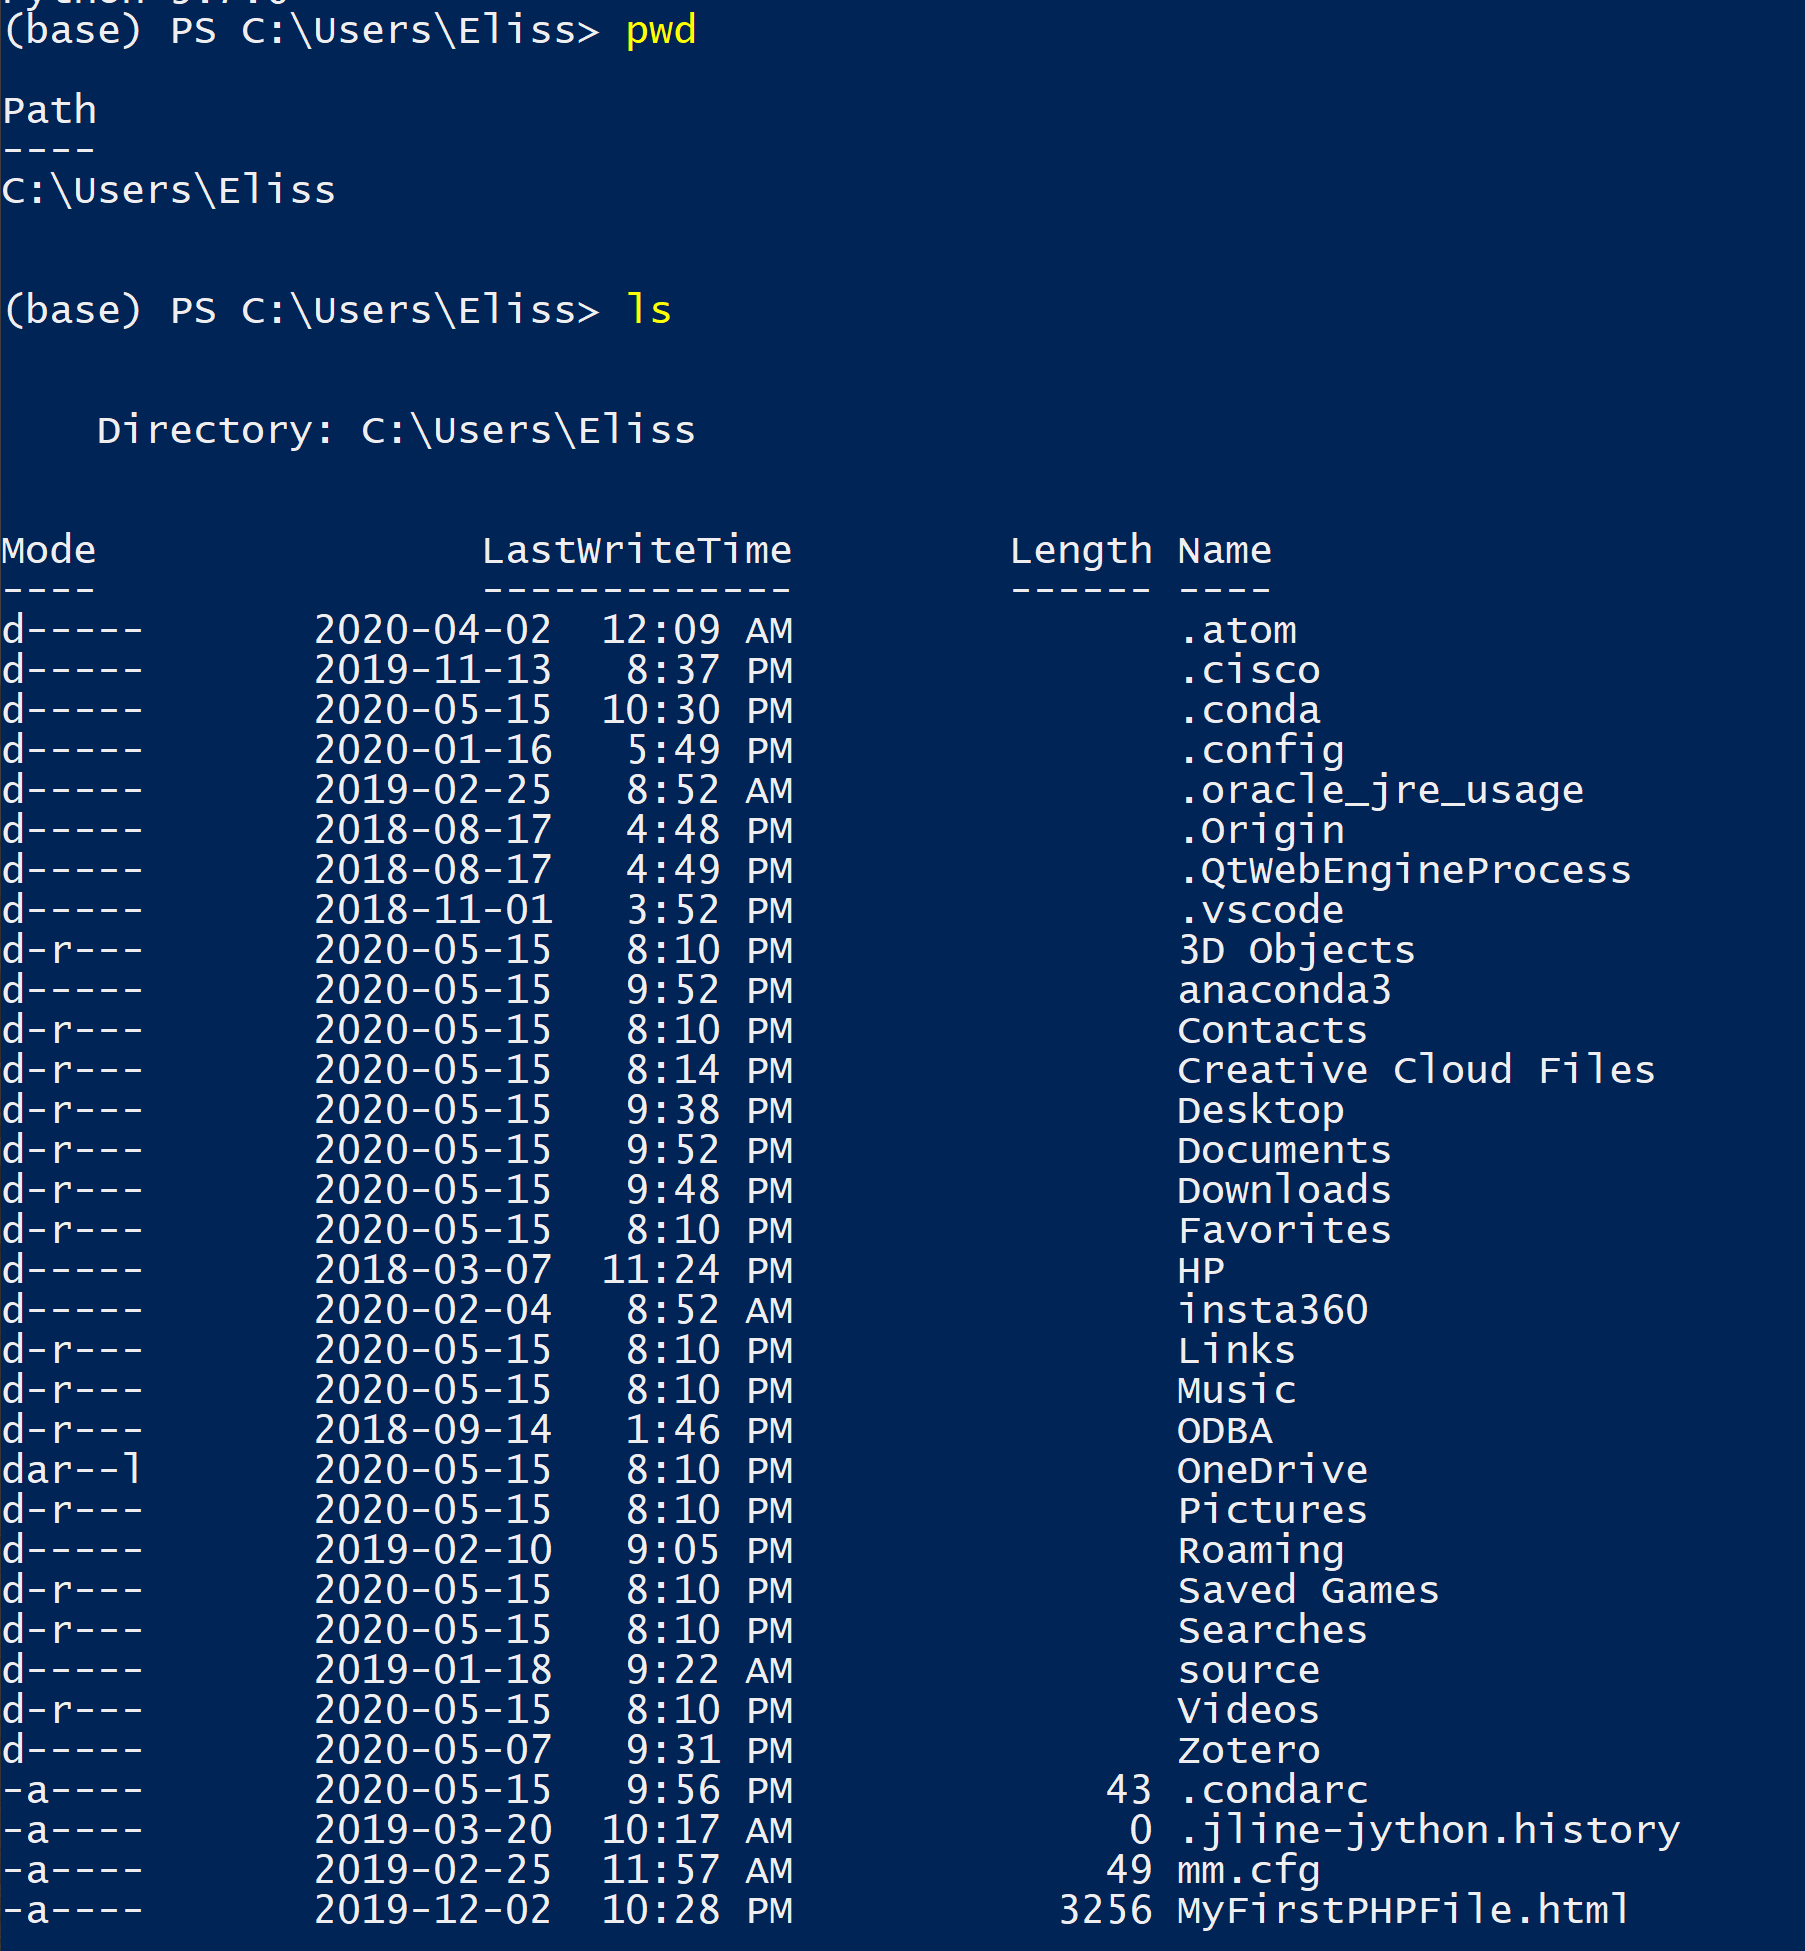 Python 3.7.6
(base) PS C:\Users\Eliss> pwd
Path
----
C:\Users\Eliss
(base) PS C:\Users\Eliss> ls
Directory: C:\Users\Eliss
Mode LastWriteTime Length Name
---- ------------- ------ ----
d----- 2020-04-02 12:09 AM .atom
d----- 2019-11-13 8:37 PM .cisco
d----- 2020-05-15 10:30 PM .conda
d----- 2020-01-16 5:49 PM .config
d----- 2019-02-25 8:52 AM .oracle_jre_usage
d----- 2018-08-17 4:48 PM .Origin
d----- 2018-08-17 4:49 PM .QtWebEngineProcess
d----- 2018-11-01 3:52 PM .vscode
d-r--- 2020-05-15 8:10 PM 3D Objects
d----- 2020-05-15 9:52 PM anaconda3
d-r--- 2020-05-15 8:10 PM Contacts
d-r--- 2020-05-15 8:14 PM Creative Cloud Files
d-r--- 2020-05-15 9:38 PM Desktop
d-r--- 2020-05-15 9:52 PM Documents
d-r--- 2020-05-15 9:48 PM Downloads
d-r--- 2020-05-15 8:10 PM Favorites
d----- 2018-03-07 11:24 PM HP
d----- 2020-02-04 8:52 AM insta360
d-r--- 2020-05-15 8:10 PM Links
d-r--- 2020-05-15 8:10 PM Music
d-r--- 2018-09-14 1:46 PM ODBA
dar--l 2020-05-15 8:10 PM OneDrive
d-r--- 2020-05-15 8:10 PM Pictures
d----- 2019-02-10 9:05 PM Roaming
d-r--- 2020-05-15 8:10 PM Saved Games
d-r--- 2020-05-15 8:10 PM Searches
d----- 2019-01-18 9:22 AM source
d-r--- 2020-05-15 8:10 PM Videos
d----- 2020-05-07 9:31 PM Zotero
-a---- 2020-05-15 9:56 PM 43 .condarc
-a---- 2019-03-20 10:17 AM 0 .jline-jython.history
-a---- 2019-02-25 11:57 AM 49 mm.cfg
-a---- 2019-12-02 10:28 PM 3256 MyFirstPHPFile.html